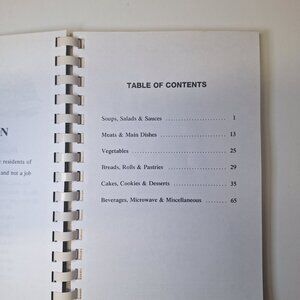 N
residents of
and not a job
TABLE OF CONTENTS
Soups, Salads & Sauces ........................ 1
Meats & Main Dishes ........................ 13
Vegetables ........................ 25
Breads, Rolls & Pastries ........................ 29
Cakes, Cookies & Desserts ........................ 35
Beverages, Microwave & Miscellaneous ........ 65